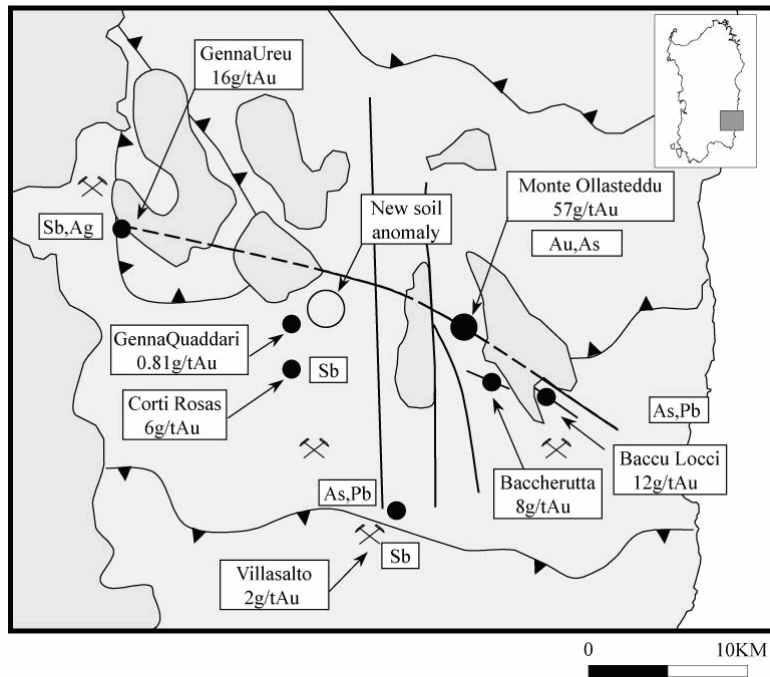 GennaUreu
16g/tAu
New soil
anomaly
Monte Ollasteddu
57g/tAu
Sb,Ag
Au,As
GennaQuaddari
0.81g/tAu
Sb
Corti Rosas
6g/tAu
As,Pb
Baccu Locci
12g/tAu
Baccherutta
8g/tAu
As,Pb
Sb
Villasalto
2g/tAu
0 10KM